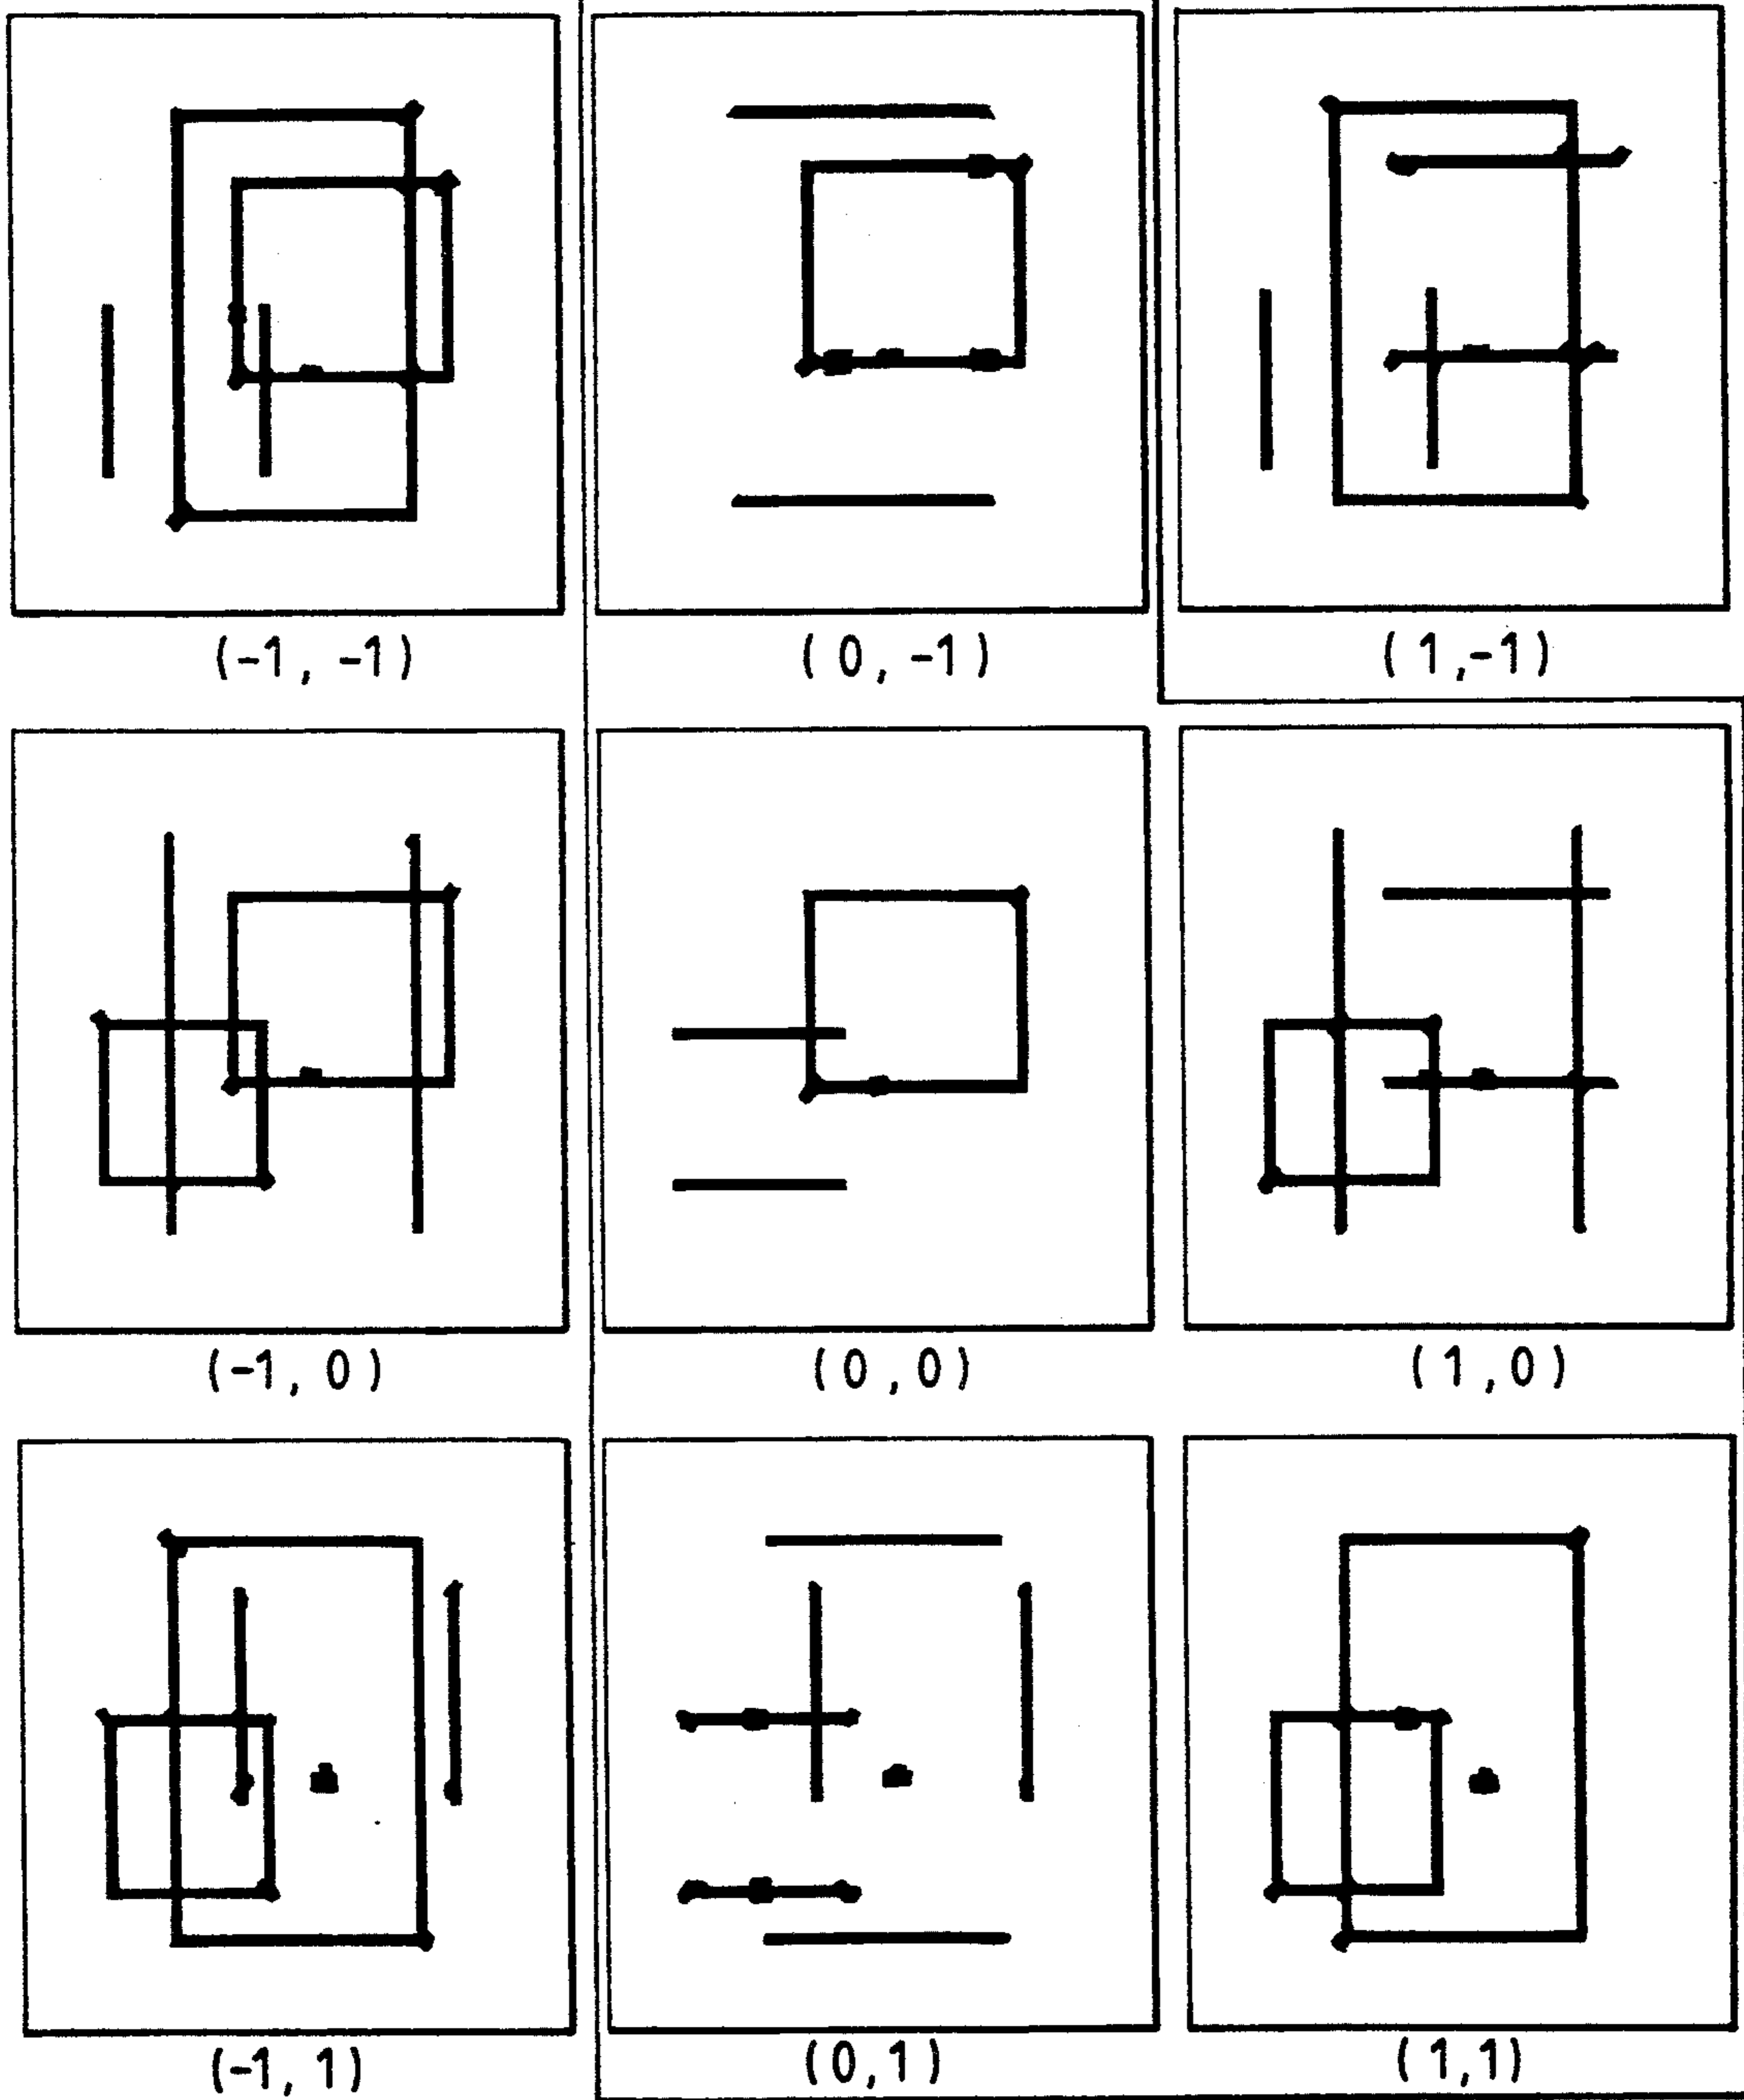 (-1, -1) (0, -1) (1,-1)
(-1, 0) (0,0) (1,0)
(-1, 1) (0,1) (1,1)